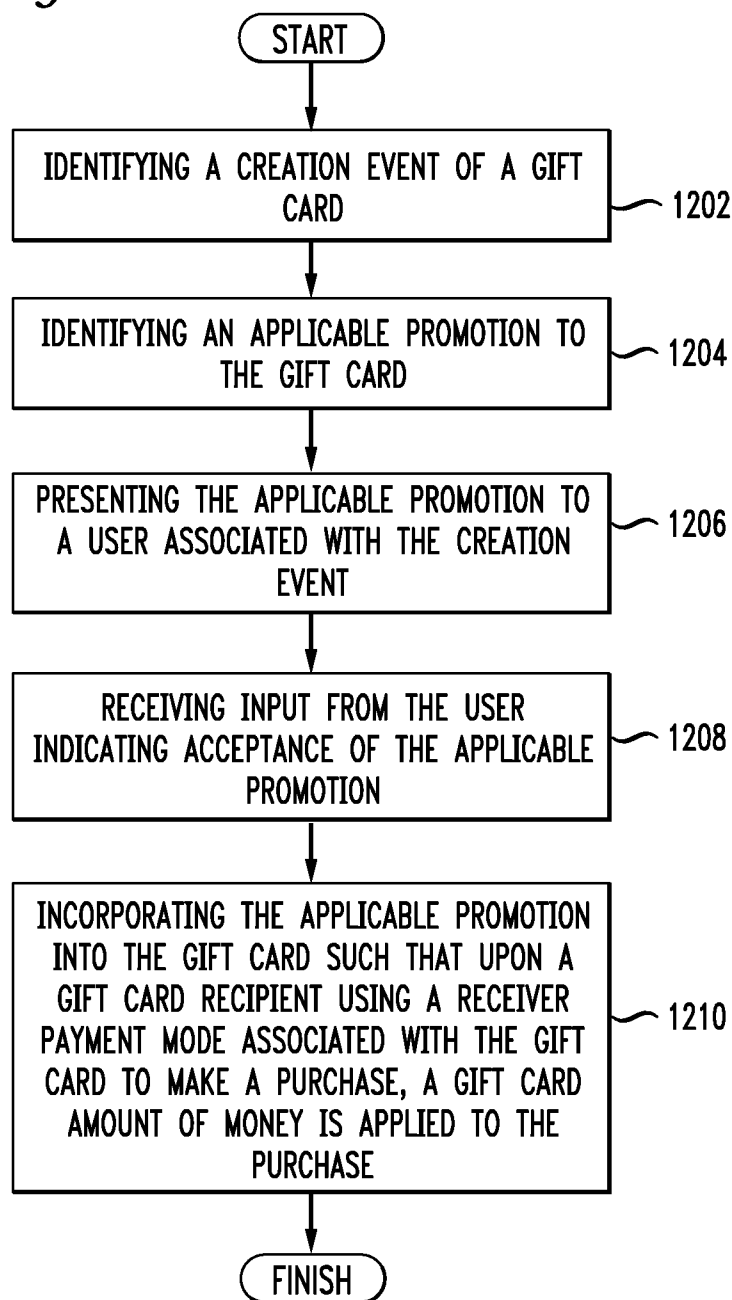 START
IDENTIFYING A CREATION EVENT OF A GIFT
CARD
1202
IDENTIFYING AN APPLICABLE PROMOTION TO
THE GIFT CARD
1204
PRESENTING THE APPLICABLE PROMOTION TO
A USER ASSOCIATED WITH THE CREATION
EVENT
1206
RECEIVING INPUT FROM THE USER
INDICATING ACCEPTANCE OF THE APPLICABLE
PROMOTION
1208
INCORPORATING THE APPLICABLE PROMOTION
INTO THE GIFT CARD SUCH THAT UPON A
GIFT CARD RECIPIENT USING A RECEIVER
PAYMENT MODE ASSOCIATED WITH THE GIFT
CARD TO MAKE A PURCHASE, A GIFT CARD
AMOUNT OF MONEY IS APPLIED TO THE
PURCHASE
1210
FINISH